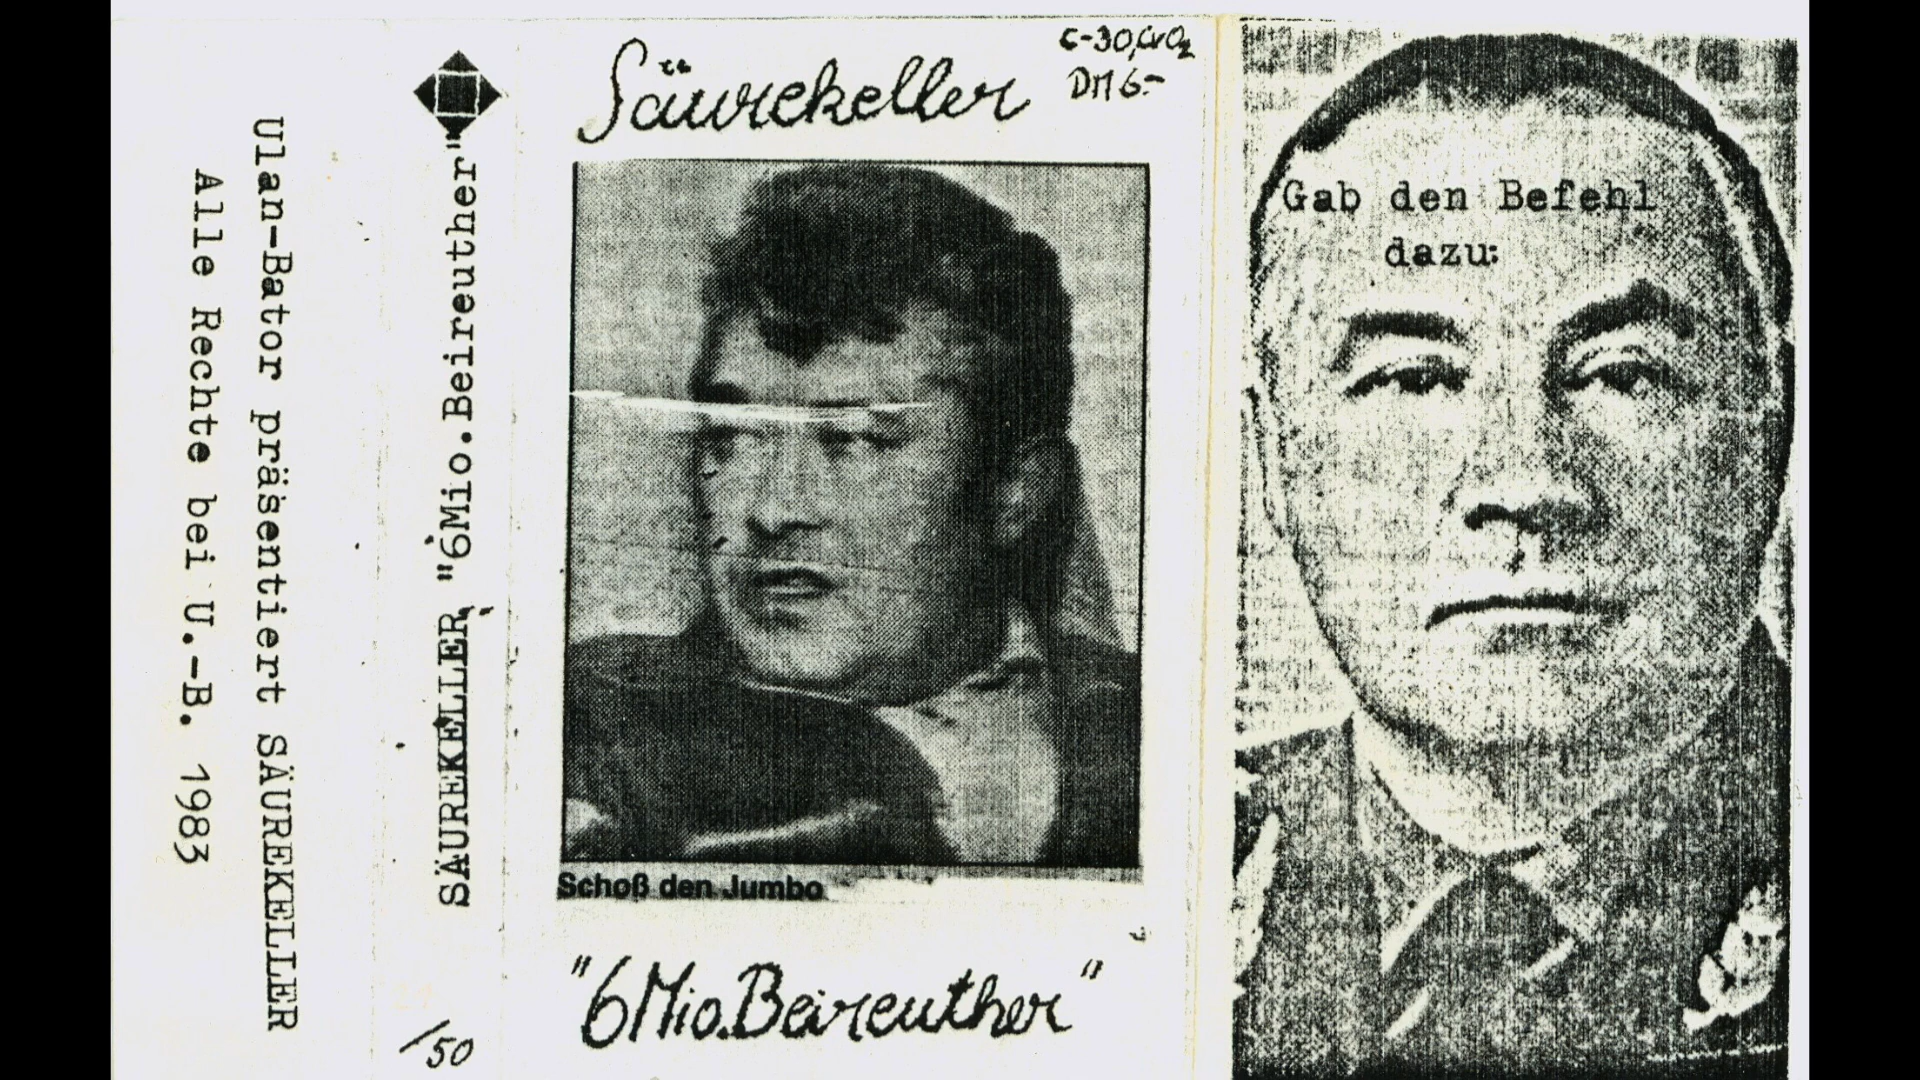 Ulan-Bator präsentiert SÄUREKELLER
Alle Rechte bei U.-B. 1983
SÄUREKELLER "6Mio.Beireuther"
/50
Säurekeller
C-30,CrO2
DM 6.-
Schoß den Jumbo
"6Mio.Beireuther"
Gab den Befehl
dazu: